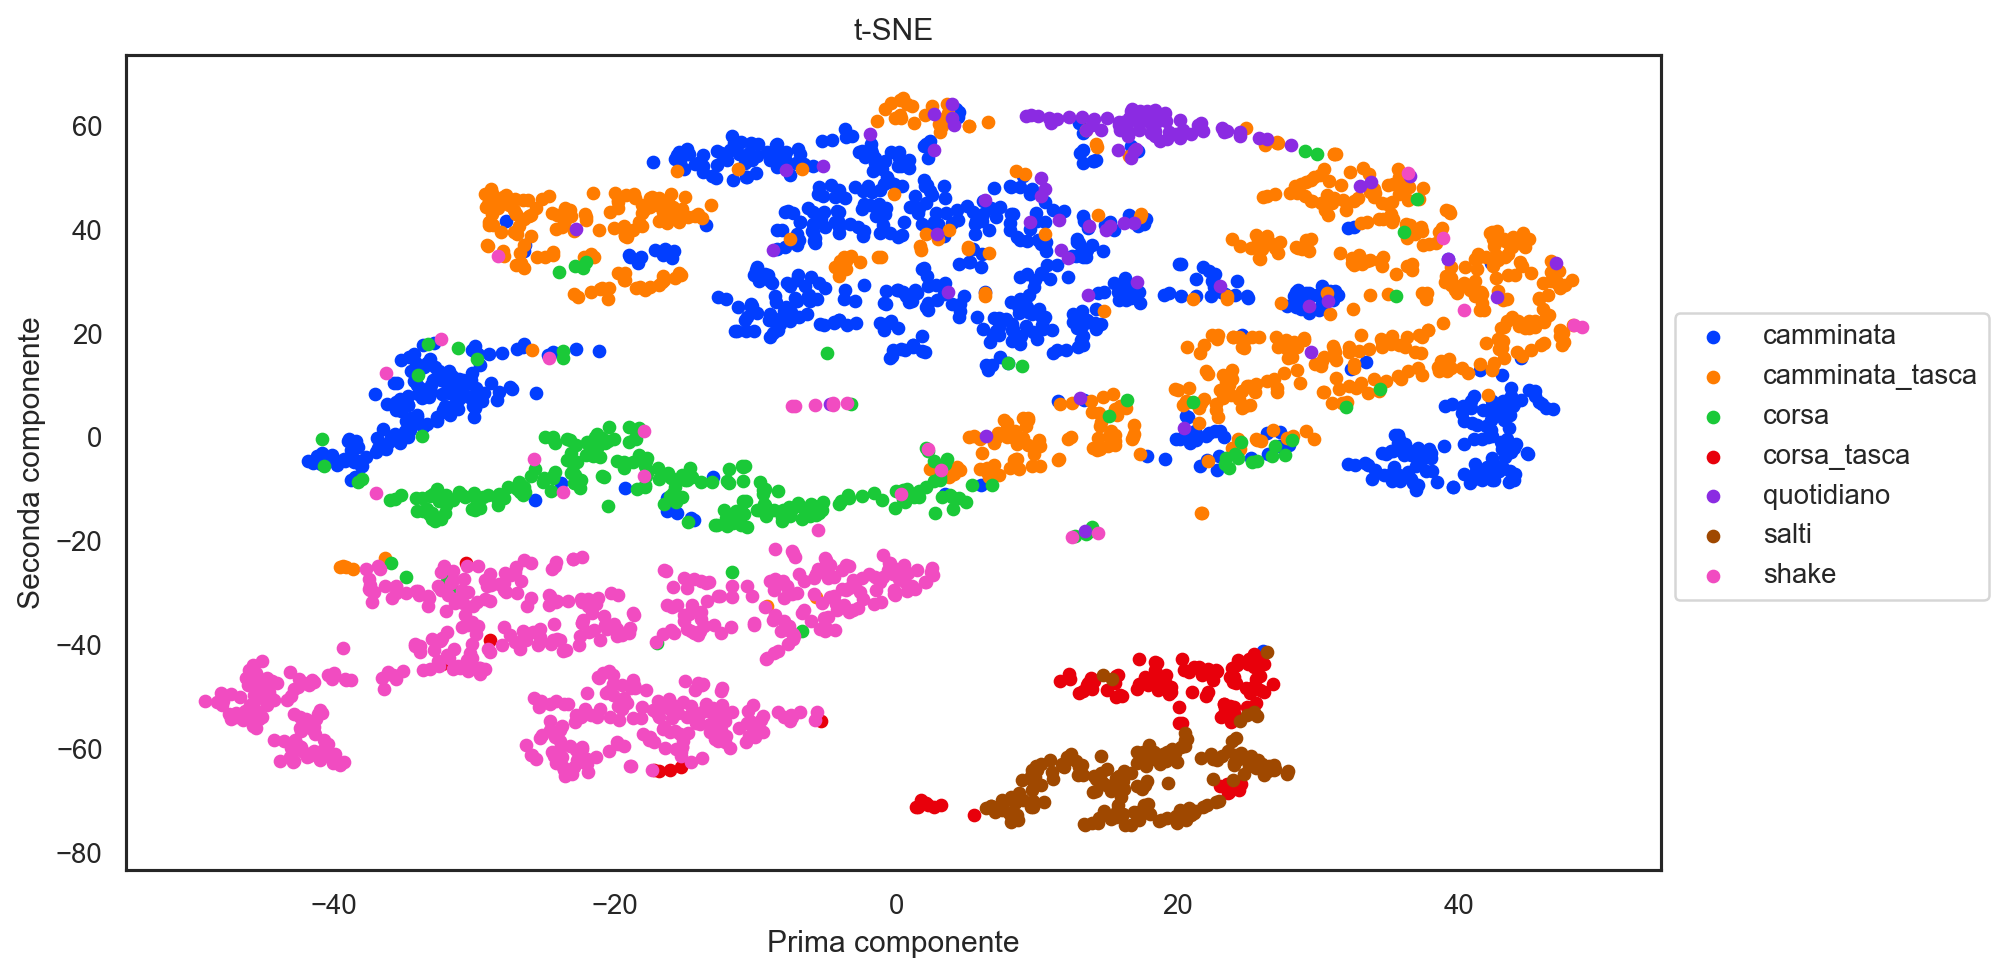 t-SNE
60
40
20
0
−20
−40
−60
−80
Seconda componente
−40
−20
0
20
40
Prima componente
camminata
camminata_tasca
corsa
corsa_tasca
quotidiano
salti
shake